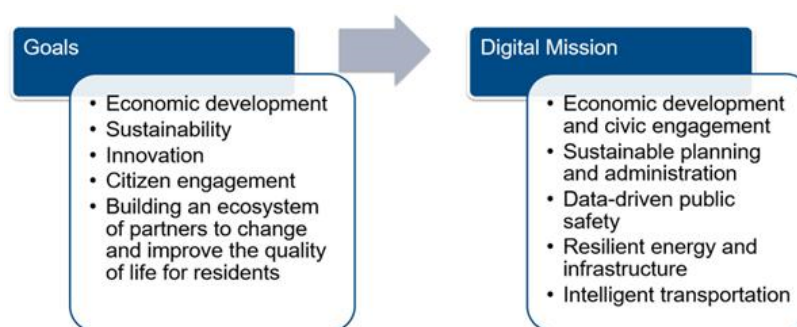 Goals
• Economic development
• Sustainability
• Innovation
• Citizen engagement
• Building an ecosystem
of partners to change
and improve the quality
of life for residents
Digital Mission
• Economic development
and civic engagement
• Sustainable planning
and administration
• Data-driven public
safety
• Resilient energy and
infrastructure
• Intelligent transportation